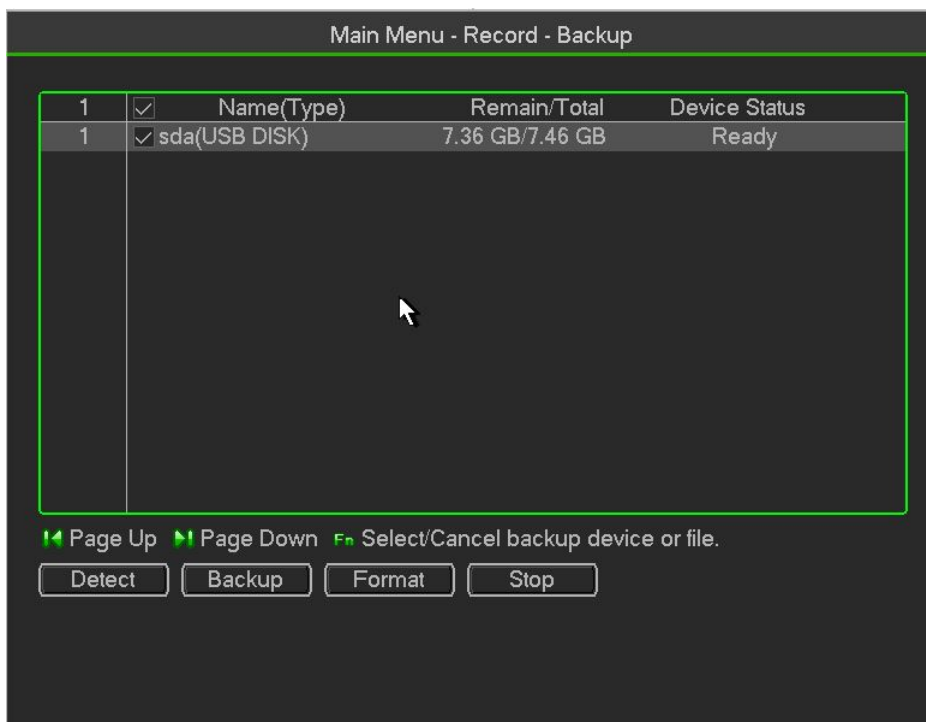 Main Menu - Record - Backup
1 Name(Type) Remain/Total Device Status
1 sda(USB DISK) 7.36 GB/7.46 GB Ready
Page Up Page Down Fn Select/Cancel backup device or file.
Detect Backup Format Stop